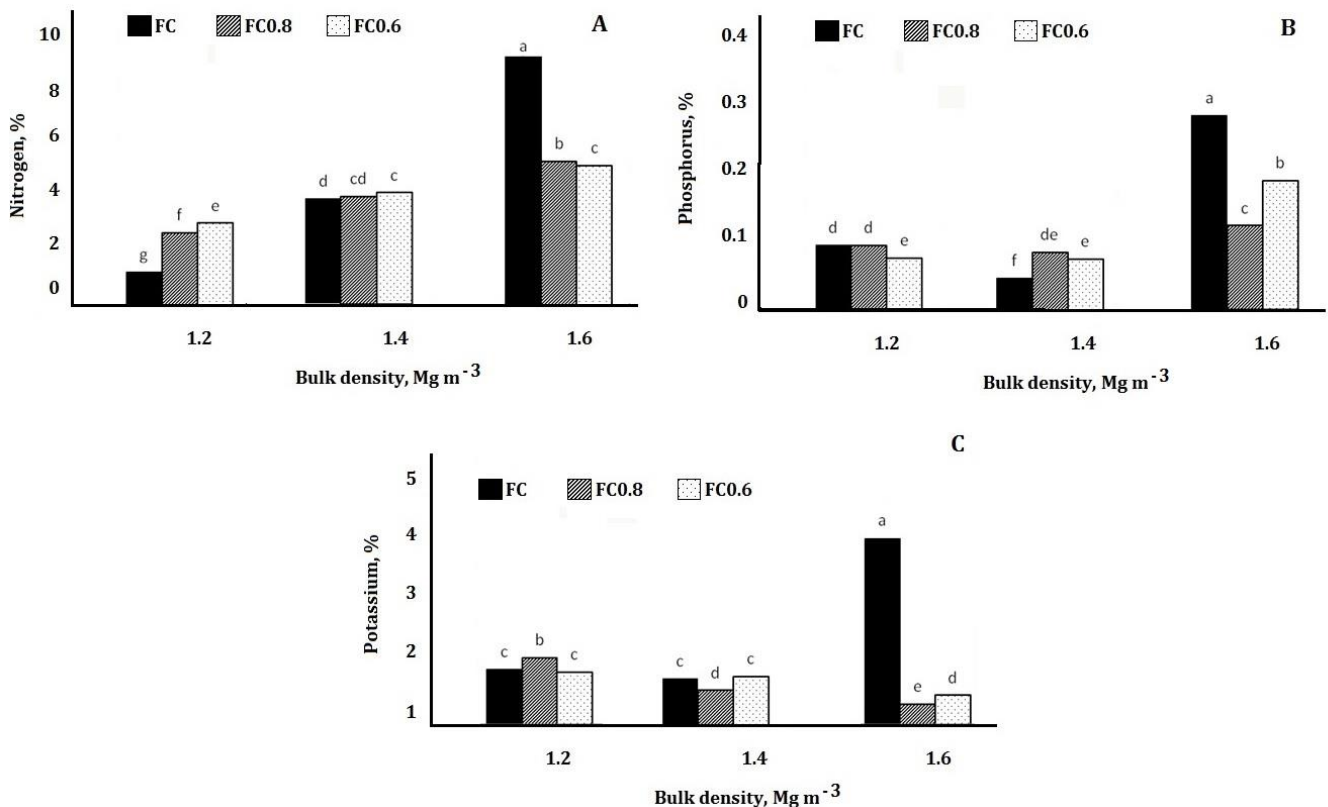 FC FC0.8 FC0.6 A
Nitrogen, %
10
8
6
4
2
0
g f e d cd c a b c
1.2 1.4 1.6
Bulk density, Mg m-3
FC FC0.8 FC0.6 B
Phosphorus, %
0.4
0.3
0.2
0.1
0
d d e f de e a c b
1.2 1.4 1.6
Bulk density, Mg m-3
C
FC FC0.8 FC0.6
Potassium, %
5
4
3
2
1
c b c c d c a e d
1.2 1.4 1.6
Bulk density, Mg m-3